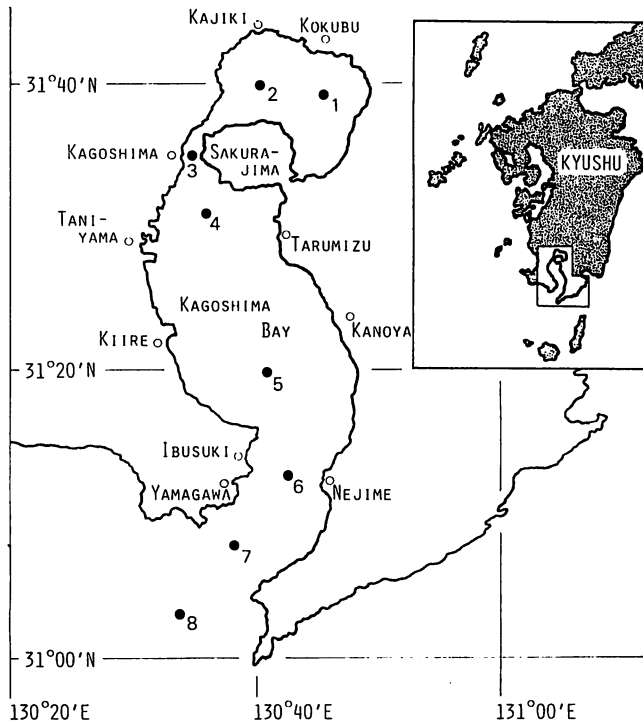 KAJIKI
KOKUBU
31°40'N
2
1
KAGOSHIMA
3
SAKURA-
JIMA
KYUSHU
4
TANI-
YAMA
TARUMIZU
KAGOSHIMA
BAY
KIIRE
KANOYA
31°20'N
5
IBUSUKI
YAMAGAWA
6
NEJIME
7
8
31°00'N
130°20'E
130°40'E
131°00'E